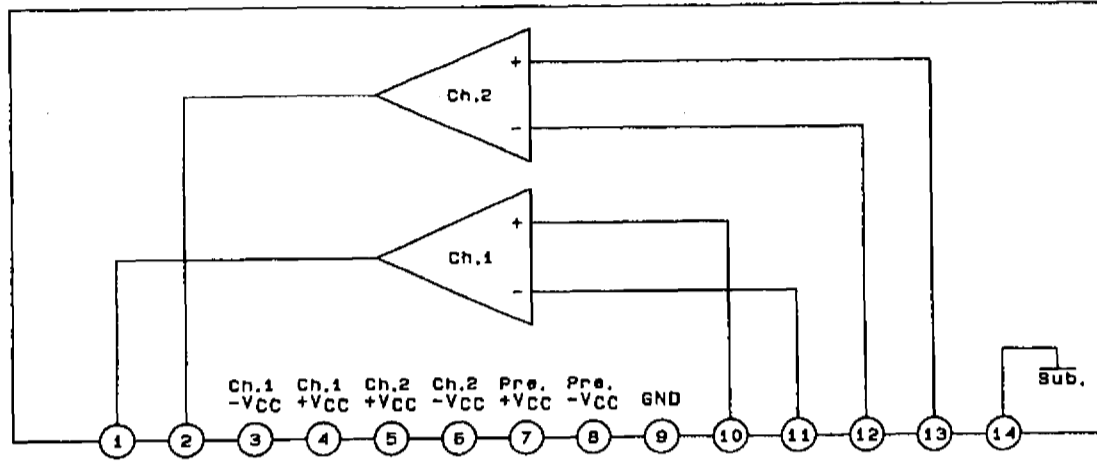 +
Ch.2
-
+
Ch.1
-
Sub.
Ch.1 Ch.1 Ch.2 Ch.2 Pre. Pre.
-VCC +VCC +VCC -VCC +VCC -VCC GND
1 2 3 4 5 6 7 8 9 10 11 12 13 14